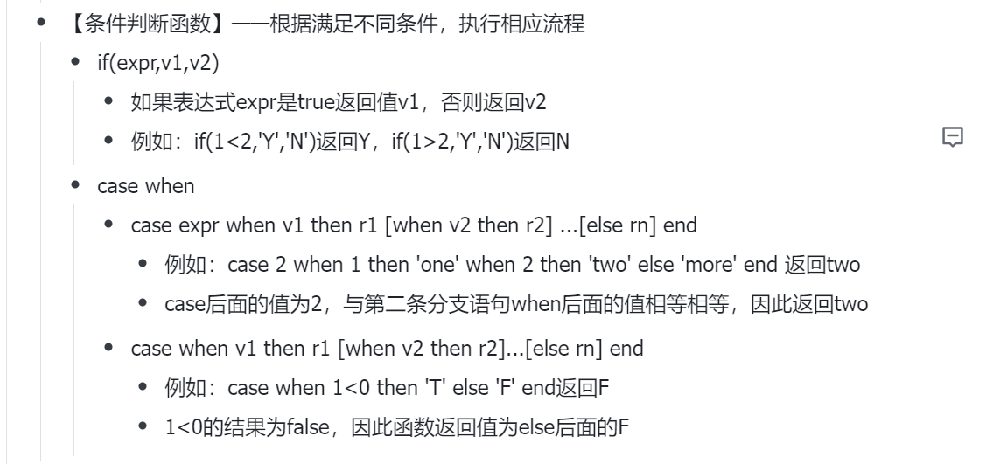 【条件判断函数】——根据满足不同条件，执行相应流程
if(expr,v1,v2)
如果表达式expr是true返回值v1，否则返回v2
例如：if(1<2,'Y','N')返回Y，if(1>2,'Y','N')返回N
case when
case expr when v1 then r1 [when v2 then r2] ...[else rn] end
例如：case 2 when 1 then 'one' when 2 then 'two' else 'more' end 返回two
case后面的值为2，与第二条分支语句when后面的值相等相等，因此返回two
case when v1 then r1 [when v2 then r2]...[else rn] end
例如：case when 1<0 then 'T' else 'F' end返回F
1<0的结果为false，因此函数返回值为else后面的F